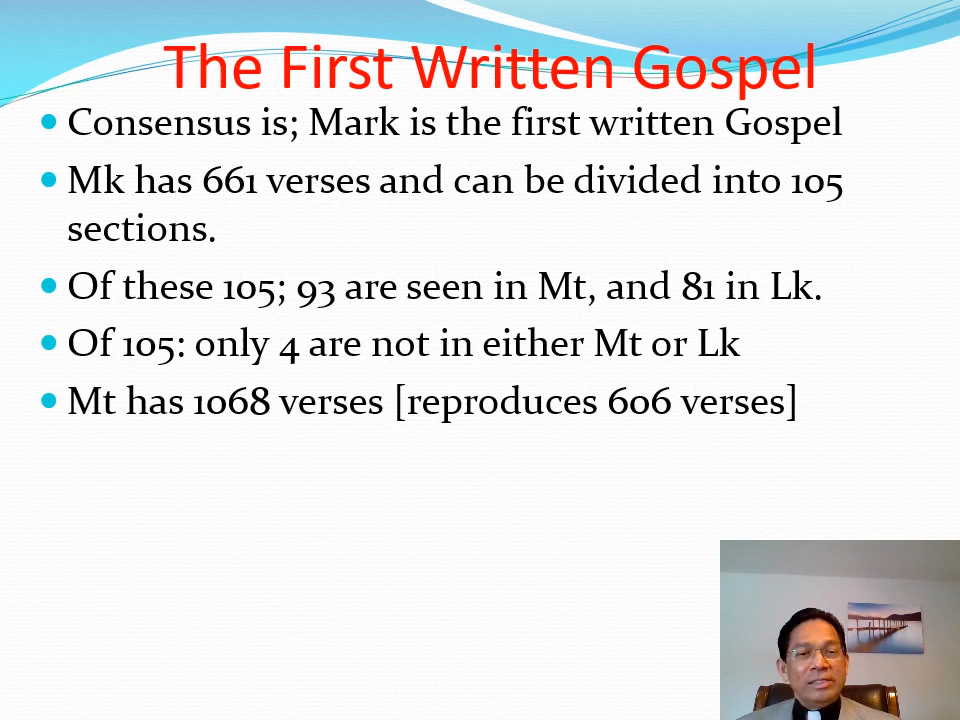 The First Written Gospel
Consensus is; Mark is the first written Gospel
Mk has 661 verses and can be divided into 105
sections.
Of these 105; 93 are seen in Mt, and 81 in Lk.
Of 105: only 4 are not in either Mt or Lk
Mt has 1068 verses [reproduces 606 verses]